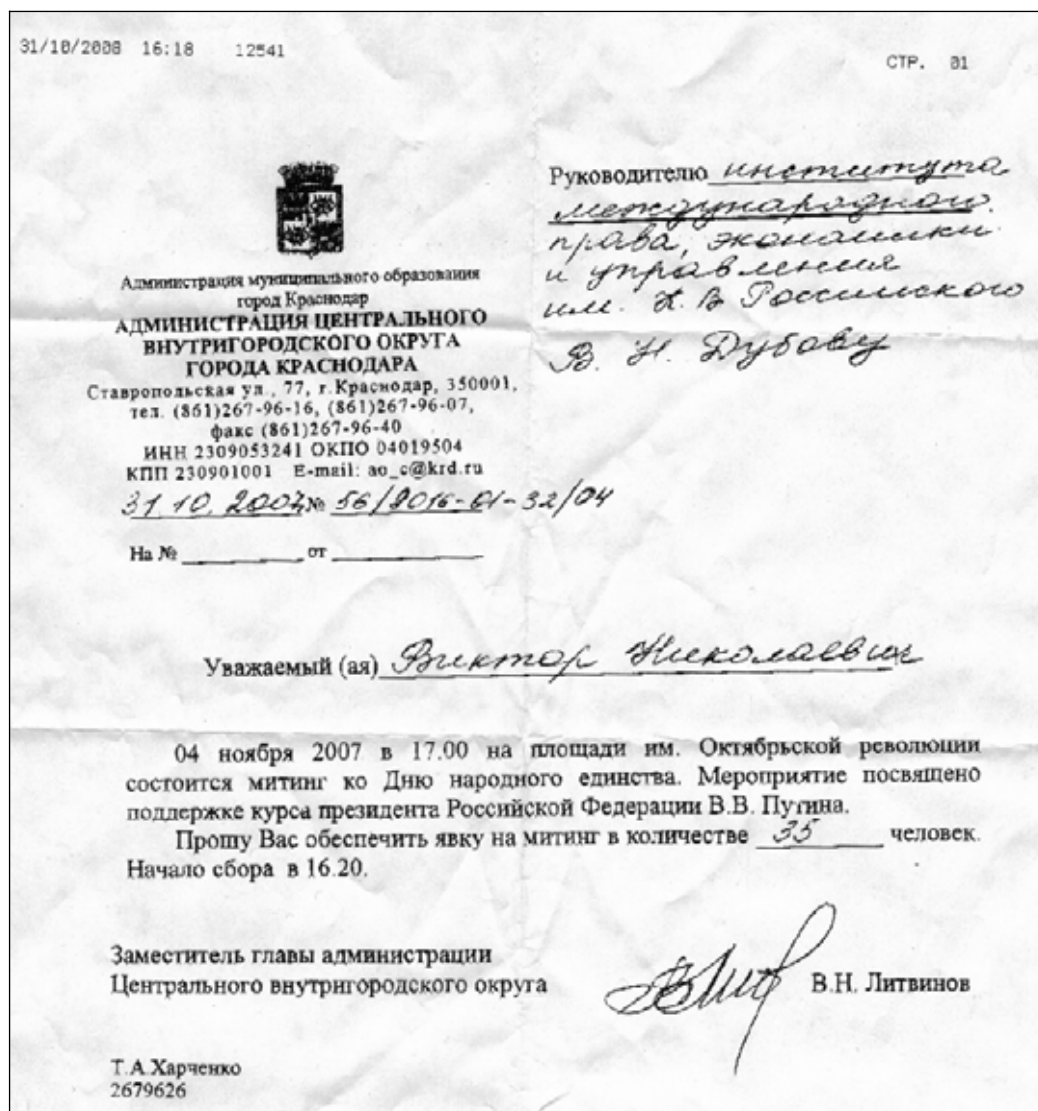 31/10/2008 16:18 12541
СТР. 01
Руководителю института
международного
права, экономики
и управления
им. К. В. Россинского
В. Н. Дубову
Администрация муниципального образования
город Краснодар
АДМИНИСТРАЦИЯ ЦЕНТРАЛЬНОГО
ВНУТРИГОРОДСКОГО ОКРУГА
ГОРОДА КРАСНОДАРА
Ставропольская ул., 77, г.Краснодар, 350001,
тел. (861)267-96-16, (861)267-96-07,
факс (861)267-96-40
ИНН 2309053241 ОКПО 04019504
КПП 230901001 E-mail: ao_c@krd.ru
31.10.2007 № 56/2016-01-32/04
На № ________ от ________
Уважаемый (ая) Виктор Николаевич
04 ноября 2007 в 17.00 на площади им. Октябрьской революции
состоится митинг ко Дню народного единства. Мероприятие посвящено
поддержке курса президента Российской Федерации В.В. Путина.
Прошу Вас обеспечить явку на митинг в количестве 35 человек.
Начало сбора в 16.20.
Заместитель главы администрации
Центрального внутригородского округа
В.Н. Литвинов
Т.А.Харченко
2679626